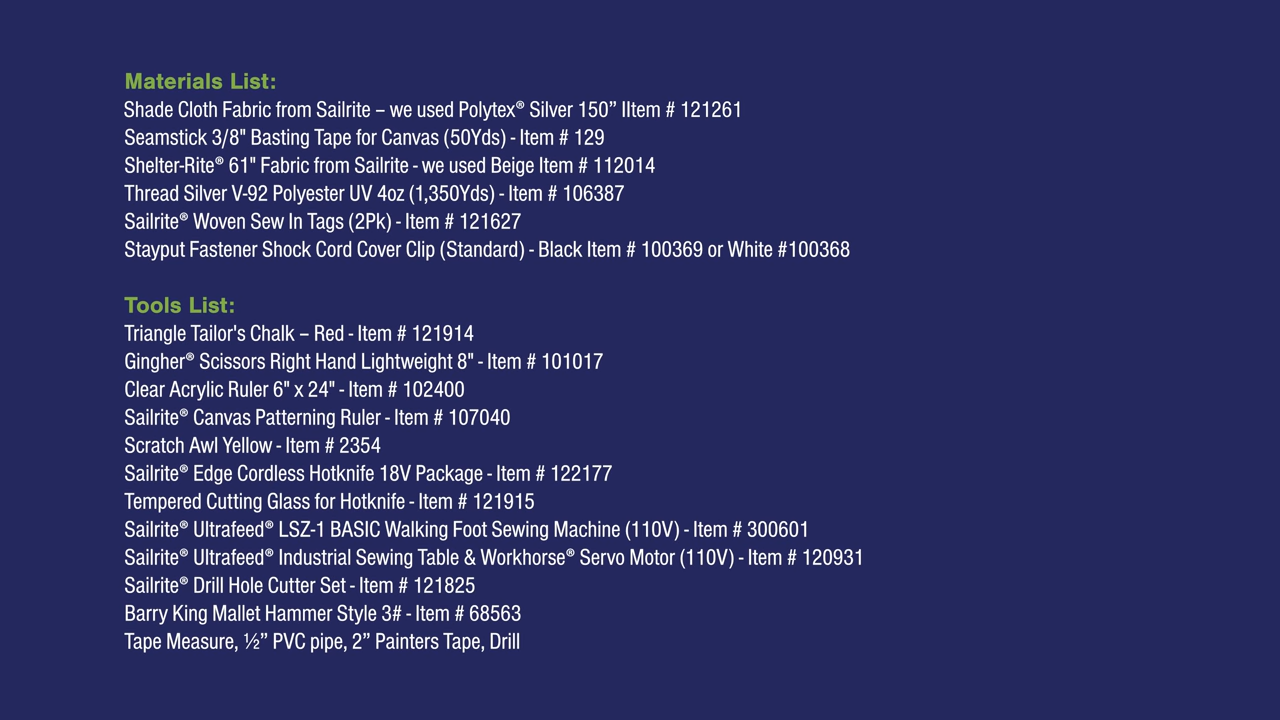 Materials List:
Shade Cloth Fabric from Sailrite – we used Polytex® Silver 150” IItem # 121261
Seamstick 3/8" Basting Tape for Canvas (50Yds) - Item # 129
Shelter-Rite® 61" Fabric from Sailrite - we used Beige Item # 112014
Thread Silver V-92 Polyester UV 4oz (1,350Yds) - Item # 106387
Sailrite® Woven Sew In Tags (2Pk) - Item # 121627
Stayput Fastener Shock Cord Cover Clip (Standard) - Black Item # 100369 or White #100368
Tools List:
Triangle Tailor's Chalk – Red - Item # 121914
Gingher® Scissors Right Hand Lightweight 8" - Item # 101017
Clear Acrylic Ruler 6" x 24" - Item # 102400
Sailrite® Canvas Patterning Ruler - Item # 107040
Scratch Awl Yellow - Item # 2354
Sailrite® Edge Cordless Hotknife 18V Package - Item # 122177
Tempered Cutting Glass for Hotknife - Item # 121915
Sailrite® Ultrafeed® LSZ-1 BASIC Walking Foot Sewing Machine (110V) - Item # 300601
Sailrite® Ultrafeed® Industrial Sewing Table & Workhorse® Servo Motor (110V) - Item # 120931
Sailrite® Drill Hole Cutter Set - Item # 121825
Barry King Mallet Hammer Style 3# - Item # 68563
Tape Measure, ½” PVC pipe, 2” Painters Tape, Drill